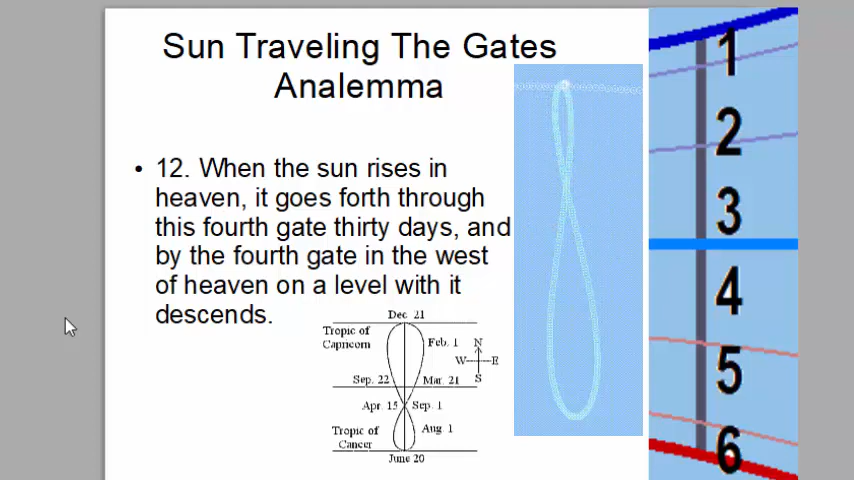 Sun Traveling The Gates
Analemma
• 12. When the sun rises in
heaven, it goes forth through
this fourth gate thirty days, and
by the fourth gate in the west
of heaven on a level with it
descends.
Dec 21
Tropic of
Capricorn
Feb. 1
N
W
E
S
Sep. 22
Mar. 21
Apr 15
Sep. 1
Tropic of
Cancer
Aug. 1
June 20
1
2
3
4
5
6